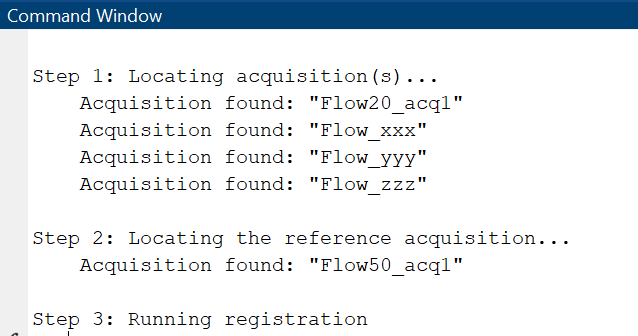 Command Window
Step 1: Locating acquisition(s)...
Acquisition found: "Flow20_acq1"
Acquisition found: "Flow_xxx"
Acquisition found: "Flow_yyy"
Acquisition found: "Flow_zzz"
Step 2: Locating the reference acquisition...
Acquisition found: "Flow50_acq1"
Step 3: Running registration